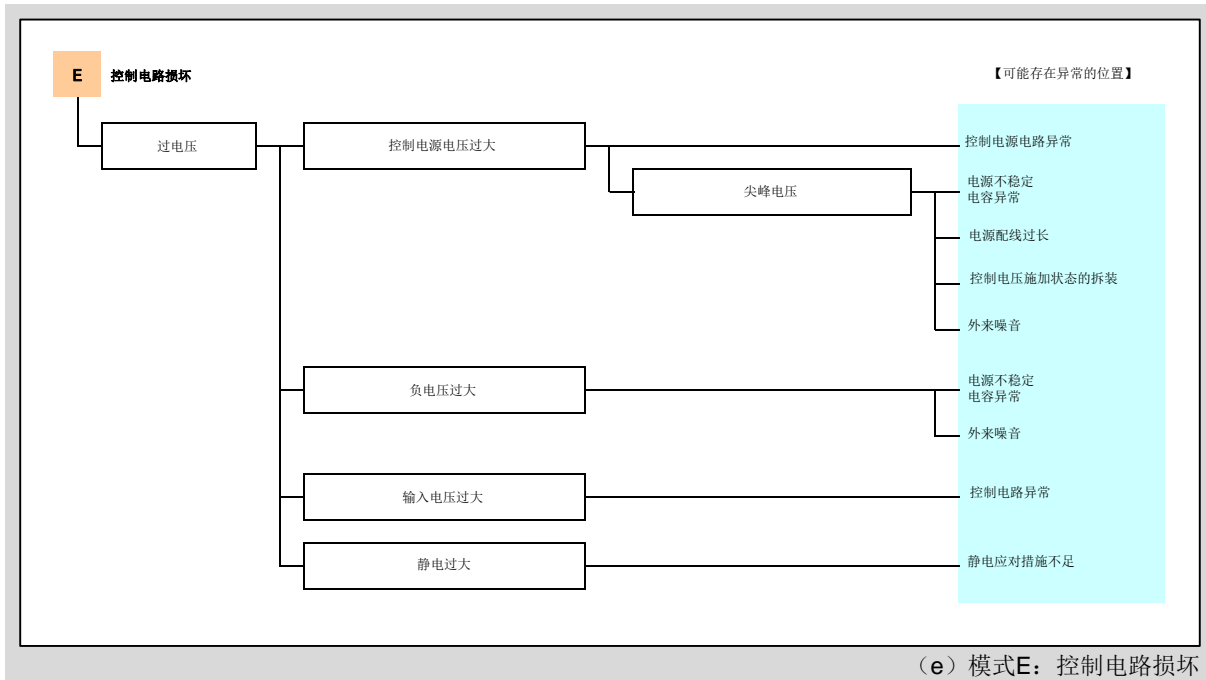 E 控制电路损坏
【可能存在异常的位置】
过电压
控制电源电压过大
控制电源电路异常
尖峰电压
电源不稳定
电容异常
电源配线过长
控制电压施加状态的拆装
外来噪音
负电压过大
电源不稳定
电容异常
外来噪音
输入电压过大
控制电路异常
静电过大
静电应对措施不足
（e）模式E：控制电路损坏